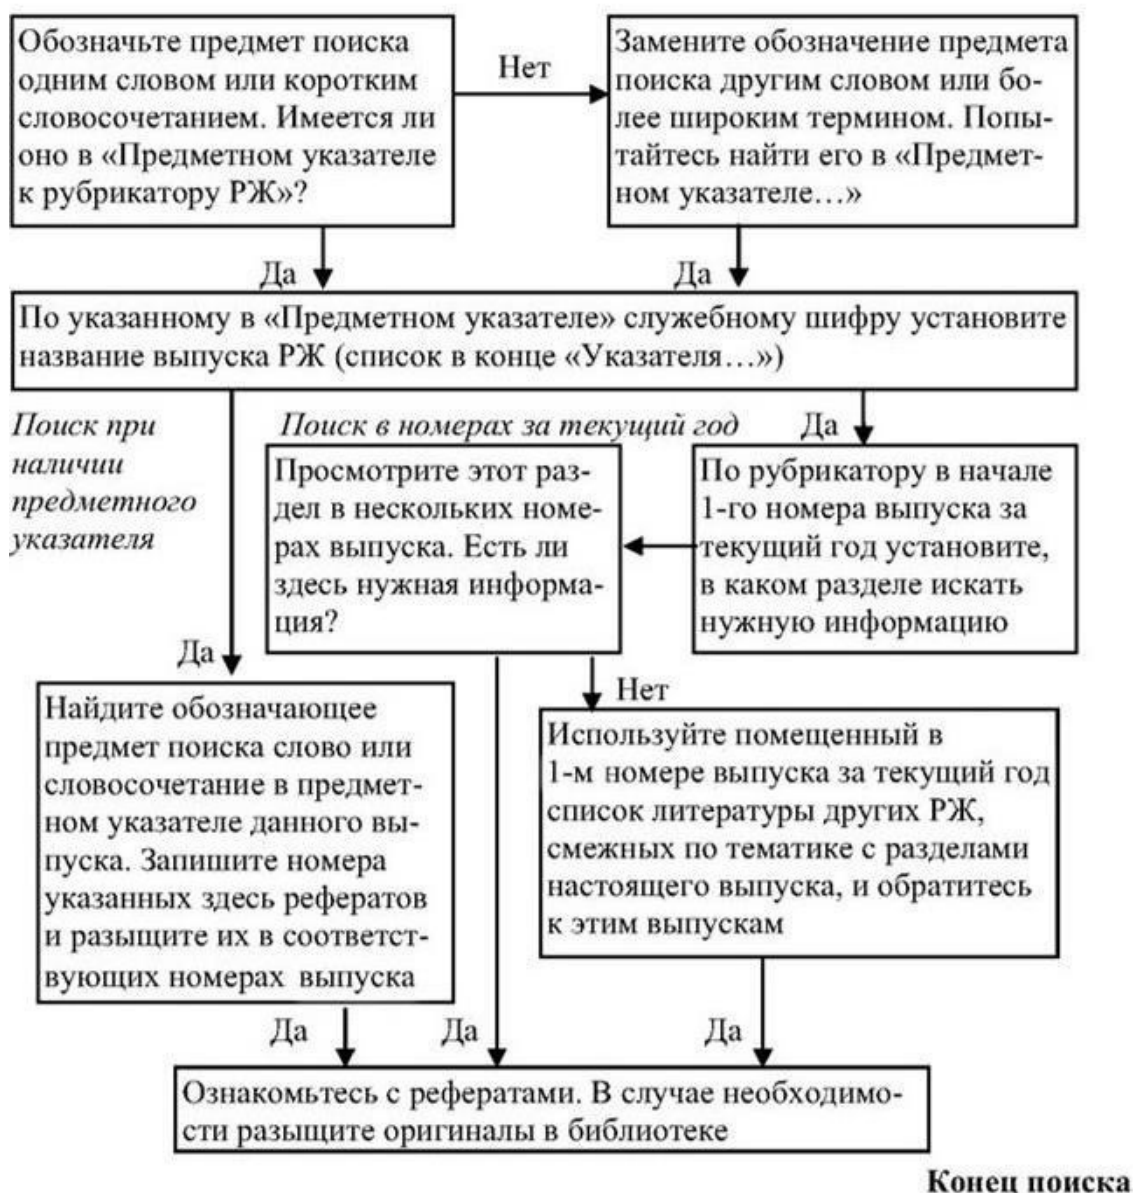 Обозначьте предмет поиска
одним словом или коротким
словосочетанием. Имеется ли
оно в «Предметном указателе
к рубрикатору РЖ»?
Нет
Замените обозначение предмета
поиска другим словом или бо-
лее широким термином. Попы-
тайтесь найти его в «Предмет-
ном указателе…»
Да
Да
По указанному в «Предметном указателе» служебному шифру установите
название выпуска РЖ (список в конце «Указателя…»)
Поиск при
наличии
предметного
указателя
Поиск в номерах за текущий год
Да
Просмотрите этот раз-
дел в нескольких номе-
рах выпуска. Есть ли
здесь нужная информа-
ция?
По рубрикатору в начале
1-го номера выпуска за
текущий год установите,
в каком разделе искать
нужную информацию
Да
Нет
Найдите обозначающее
предмет поиска слово или
словосочетание в предмет-
ном указателе данного вы-
пуска. Запишите номера
указанных здесь рефератов
и разыщите их в соответст-
вующих номерах выпуска
Используйте помещенный в
1-м номере выпуска за текущий год
список литературы других РЖ,
смежных по тематике с разделами
настоящего выпуска, и обратитесь
к этим выпускам
Да
Да
Да
Ознакомьтесь с рефератами. В случае необходимо-
сти разыщите оригиналы в библиотеке
Конец поиска